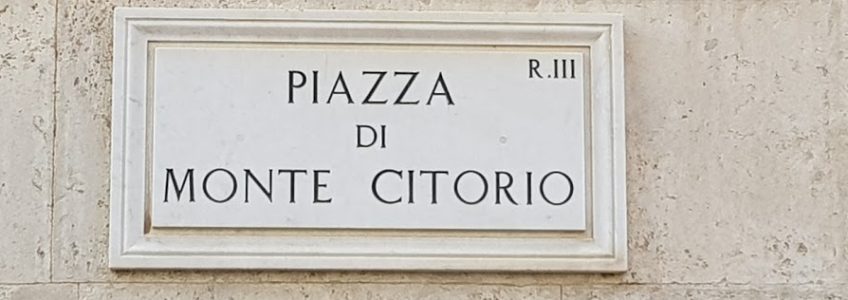 R.III
PIAZZA
DI
MONTE CITORIO